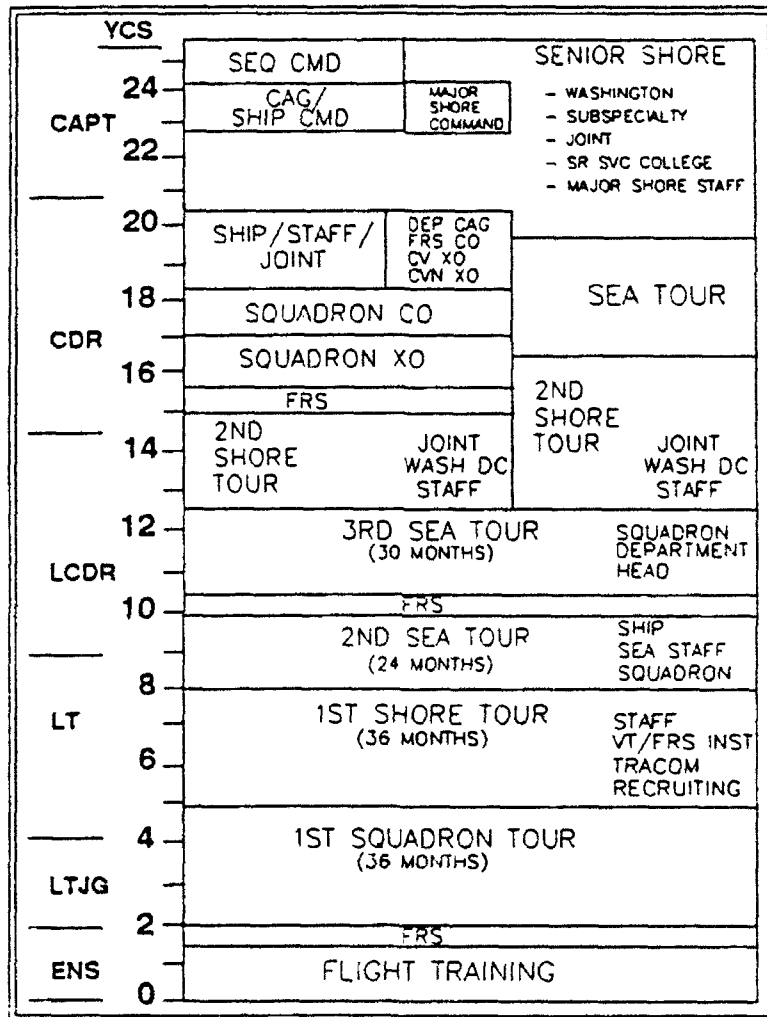 YCS
SEQ CMD
SENIOR SHORE
24
CAG/
SHIP CMD
MAJOR
SHORE
COMMAND
- WASHINGTON
- SUBSPECIALTY
- JOINT
- SR SVC COLLEGE
- MAJOR SHORE STAFF
CAPT
22
20
SHIP/STAFF/
JOINT
DEP CAG
FRS CO
CV XO
CVN XO
18
SEA TOUR
SQUADRON CO
CDR
SQUADRON XO
16
FRS
2ND
SHORE
TOUR
JOINT
WASH DC
STAFF
14
2ND
SHORE
TOUR
JOINT
WASH DC
STAFF
12
3RD SEA TOUR
(30 MONTHS)
SQUADRON
DEPARTMENT
HEAD
LCDR
10
FRS
2ND SEA TOUR
(24 MONTHS)
SHIP
SEA STAFF
SQUADRON
8
LT
1ST SHORE TOUR
(36 MONTHS)
STAFF
VT/FRS INST
TRACOM
RECRUITING
6
4
1ST SQUADRON TOUR
(36 MONTHS)
LTJG
2
FRS
ENS
FLIGHT TRAINING
0